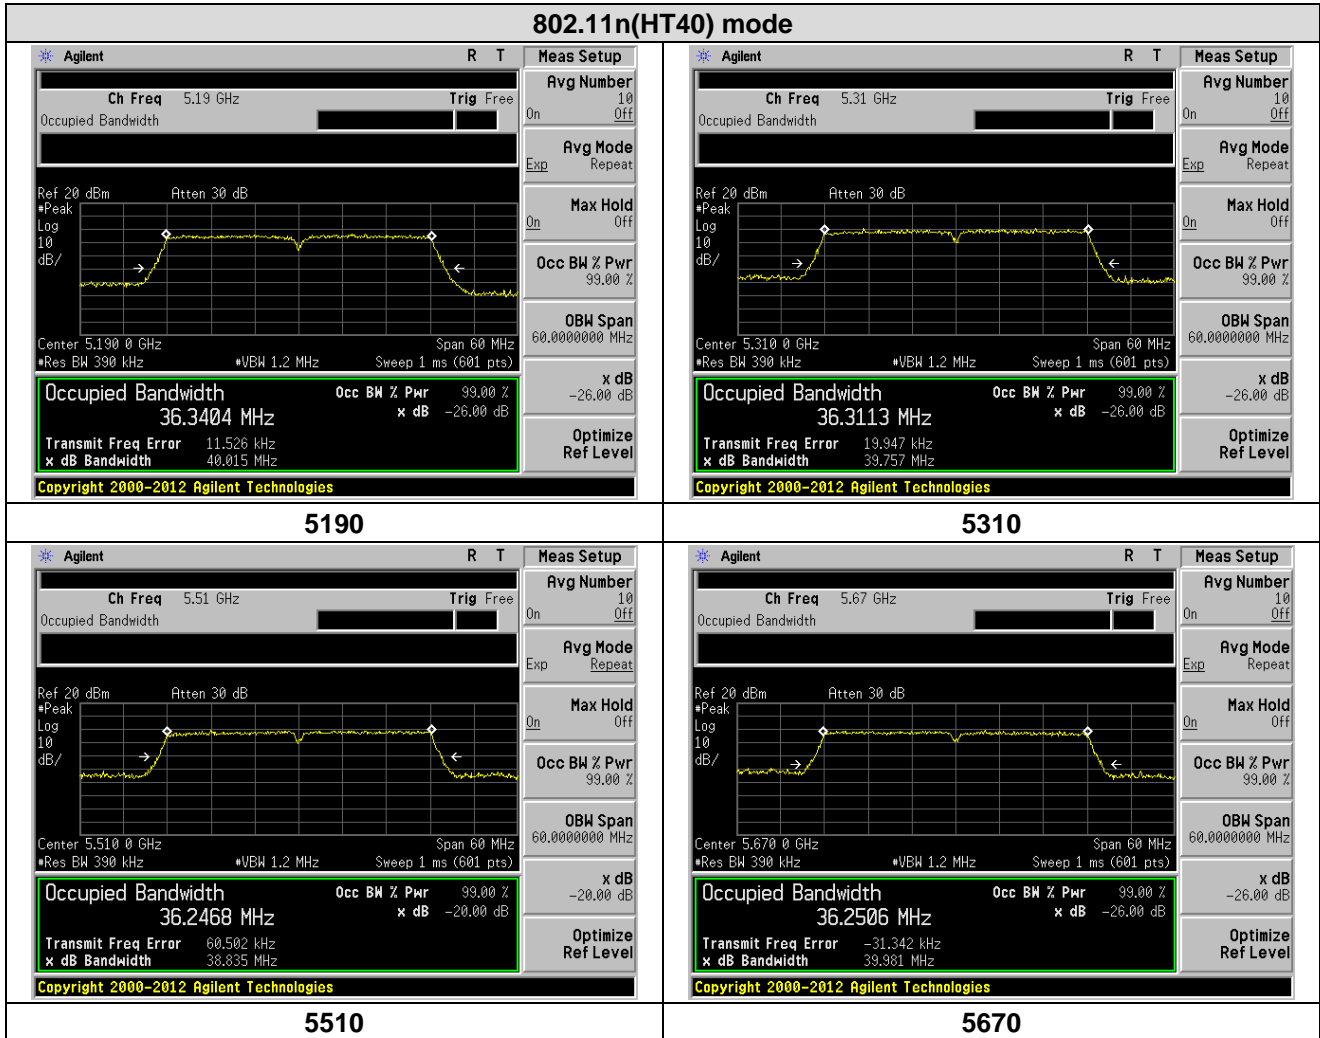 802.11n(HT40) mode
Agilent R T Meas Setup
Ch Freq 5.19 GHz Trig Free
Occupied Bandwidth
Avg Number
10
On Off
Avg Mode
Exp Repeat
Max Hold
On Off
Occ BW % Pwr
99.00 %
OBW Span
60.0000000 MHz
x dB
-26.00 dB
Optimize
Ref Level
Ref 20 dBm Atten 30 dB
#Peak
Log
10
dB/
Center 5.190 0 GHz Span 60 MHz
#Res BW 390 kHz #VBW 1.2 MHz Sweep 1 ms (601 pts)
Occupied Bandwidth Occ BW % Pwr 99.00 %
36.3404 MHz x dB -26.00 dB
Transmit Freq Error 11.526 kHz
x dB Bandwidth 40.015 MHz
Copyright 2000-2012 Agilent Technologies
5190
Agilent R T Meas Setup
Ch Freq 5.31 GHz Trig Free
Occupied Bandwidth
Avg Number
10
On Off
Avg Mode
Exp Repeat
Max Hold
On Off
Occ BW % Pwr
99.00 %
OBW Span
60.0000000 MHz
x dB
-26.00 dB
Optimize
Ref Level
Ref 20 dBm Atten 30 dB
#Peak
Log
10
dB/
Center 5.310 0 GHz Span 60 MHz
#Res BW 390 kHz #VBW 1.2 MHz Sweep 1 ms (601 pts)
Occupied Bandwidth Occ BW % Pwr 99.00 %
36.3113 MHz x dB -26.00 dB
Transmit Freq Error 19.947 kHz
x dB Bandwidth 39.757 MHz
Copyright 2000-2012 Agilent Technologies
5310
Agilent R T Meas Setup
Ch Freq 5.51 GHz Trig Free
Occupied Bandwidth
Avg Number
10
On Off
Avg Mode
Exp Repeat
Max Hold
On Off
Occ BW % Pwr
99.00 %
OBW Span
60.0000000 MHz
x dB
-20.00 dB
Optimize
Ref Level
Ref 20 dBm Atten 30 dB
#Peak
Log
10
dB/
Center 5.510 0 GHz Span 60 MHz
#Res BW 390 kHz #VBW 1.2 MHz Sweep 1 ms (601 pts)
Occupied Bandwidth Occ BW % Pwr 99.00 %
36.2468 MHz x dB -20.00 dB
Transmit Freq Error 60.502 kHz
x dB Bandwidth 38.835 MHz
Copyright 2000-2012 Agilent Technologies
5510
Agilent R T Meas Setup
Ch Freq 5.67 GHz Trig Free
Occupied Bandwidth
Avg Number
10
On Off
Avg Mode
Exp Repeat
Max Hold
On Off
Occ BW % Pwr
99.00 %
OBW Span
60.0000000 MHz
x dB
-26.00 dB
Optimize
Ref Level
Ref 20 dBm Atten 30 dB
#Peak
Log
10
dB/
Center 5.670 0 GHz Span 60 MHz
#Res BW 390 kHz #VBW 1.2 MHz Sweep 1 ms (601 pts)
Occupied Bandwidth Occ BW % Pwr 99.00 %
36.2506 MHz x dB -26.00 dB
Transmit Freq Error -31.342 kHz
x dB Bandwidth 39.981 MHz
Copyright 2000-2012 Agilent Technologies
5670